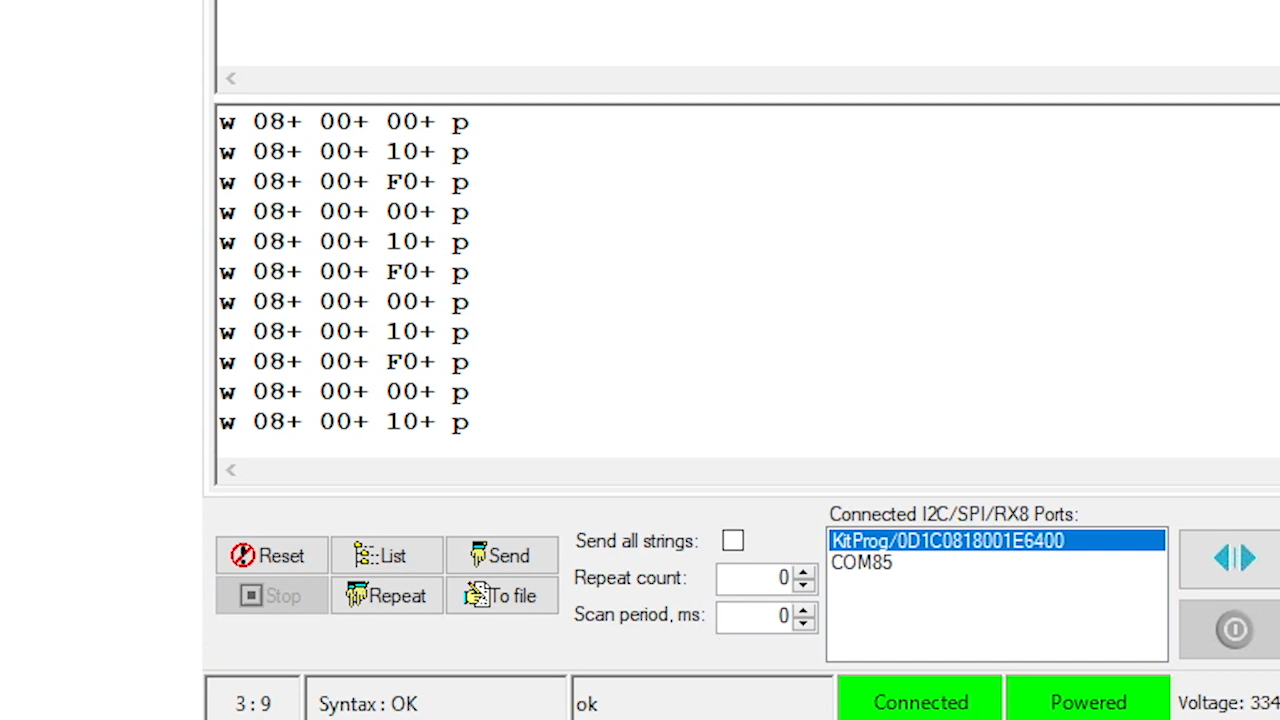 w 08+ 00+ 00+ p
w 08+ 00+ 10+ p
w 08+ 00+ F0+ p
w 08+ 00+ 00+ p
w 08+ 00+ 10+ p
w 08+ 00+ F0+ p
w 08+ 00+ 00+ p
w 08+ 00+ 10+ p
w 08+ 00+ F0+ p
w 08+ 00+ 00+ p
w 08+ 00+ 10+ p
Connected I2C/SPI/RX8 Ports:
Reset List Send Send all strings: KitProg/0D1C0818001E6400
COM85
Repeat count: 0
Stop Repeat To file
Scan period, ms: 0
3 : 9 Syntax : OK ok Connected Powered Voltage: 334